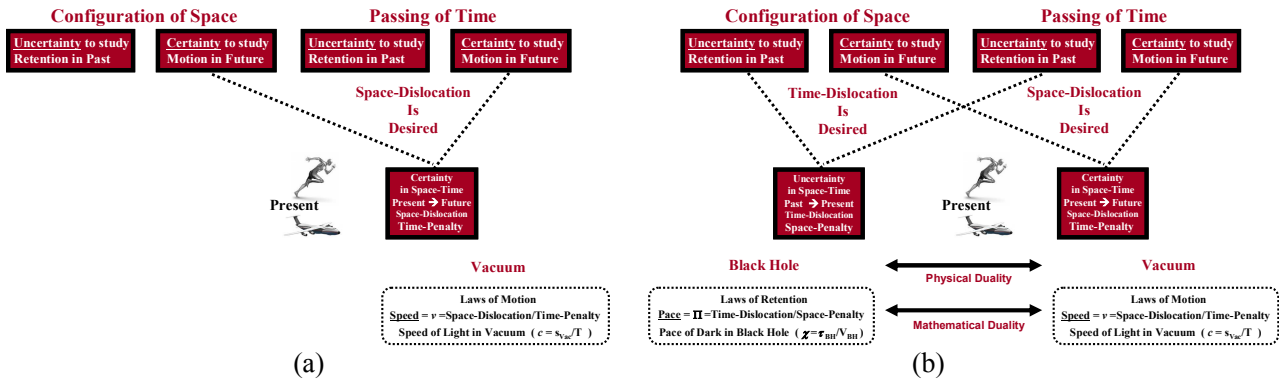 Configuration of Space
Passing of Time
Uncertainty to study
Retention in Past
Certainty to study
Motion in Future
Uncertainty to study
Retention in Past
Certainty to study
Motion in Future
Space-Dislocation
Is
Desired
Present
Certainty
in Space-Time
Present → Future
Space-Dislocation
Time-Penalty
Vacuum
Laws of Motion
Speed = v =Space-Dislocation/Time-Penalty
Speed of Light in Vacuum ( c = sVac/T )
(a)
Configuration of Space
Passing of Time
Uncertainty to study
Retention in Past
Certainty to study
Motion in Future
Uncertainty to study
Retention in Past
Certainty to study
Motion in Future
Time-Dislocation
Is
Desired
Space-Dislocation
Is
Desired
Uncertainty
in Space-Time
Past → Present
Time-Dislocation
Space-Penalty
Present
Certainty
in Space-Time
Present → Future
Space-Dislocation
Time-Penalty
Black Hole
Physical Duality
Vacuum
Laws of Retention
Pace = Π =Time-Dislocation/Space-Penalty
Pace of Dark in Black Hole ( χ=τBH/VBH )
Mathematical Duality
Laws of Motion
Speed = v =Space-Dislocation/Time-Penalty
Speed of Light in Vacuum ( c = sVac/T )
(b)